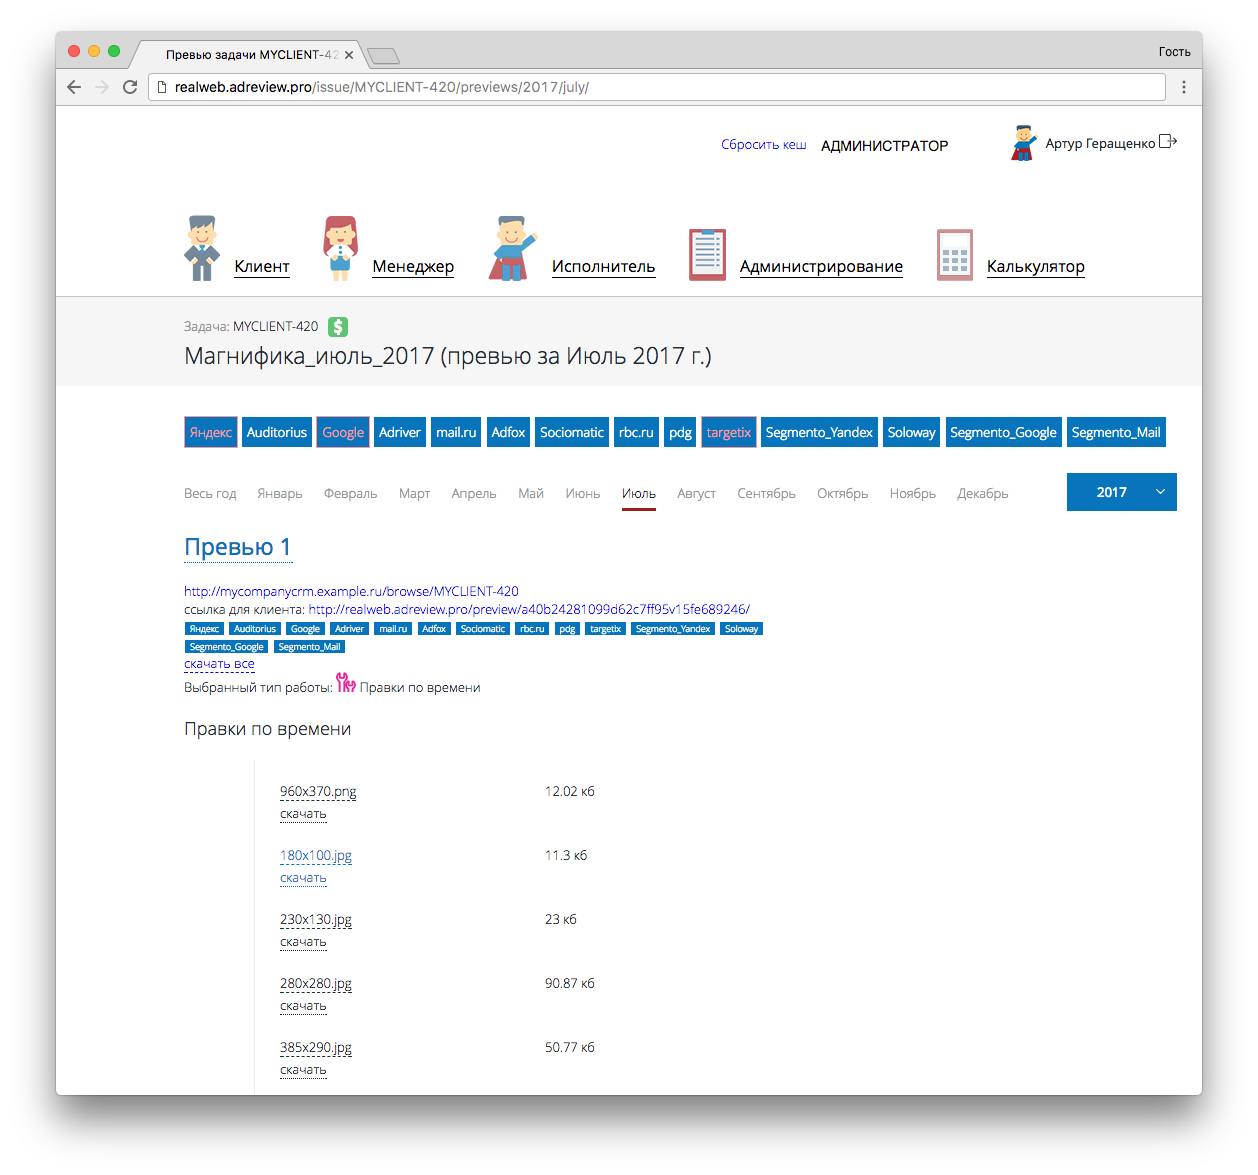 Превью задачи MYCLIENT-42
Гость
realweb.adreview.pro/issue/MYCLIENT-420/previews/2017/july/
Сбросить кеш АДМИНИСТРАТОР Артур Геращенко
Клиент Менеджер Исполнитель Администрирование Калькулятор
Задача: MYCLIENT-420 $
Магнифика_июль_2017 (превью за Июль 2017 г.)
Яндекс Auditorius Google Adriver mail.ru Adfox Sociomatic rbc.ru pdg targetix Segmento_Yandex Soloway Segmento_Google Segmento_Mail
Весь год Январь Февраль Март Апрель Май Июнь Июль Август Сентябрь Октябрь Ноябрь Декабрь 2017
Превью 1
http://mycompanycrm.example.ru/browse/MYCLIENT-420
ссылка для клиента: http://realweb.adreview.pro/preview/a40b24281099d62c7ff95v15fe689246/
Яндекс Auditorius Google Adriver mail.ru Adfox Sociomatic rbc.ru pdg targetix Segmento_Yandex Soloway
Segmento_Google Segmento_Mail
скачать все
Выбранный тип работы: Правки по времени
Правки по времени
960x370.png 12.02 кб
скачать
180x100.jpg 11.3 кб
скачать
230x130.jpg 23 кб
скачать
280x280.jpg 90.87 кб
скачать
385x290.jpg 50.77 кб
скачать